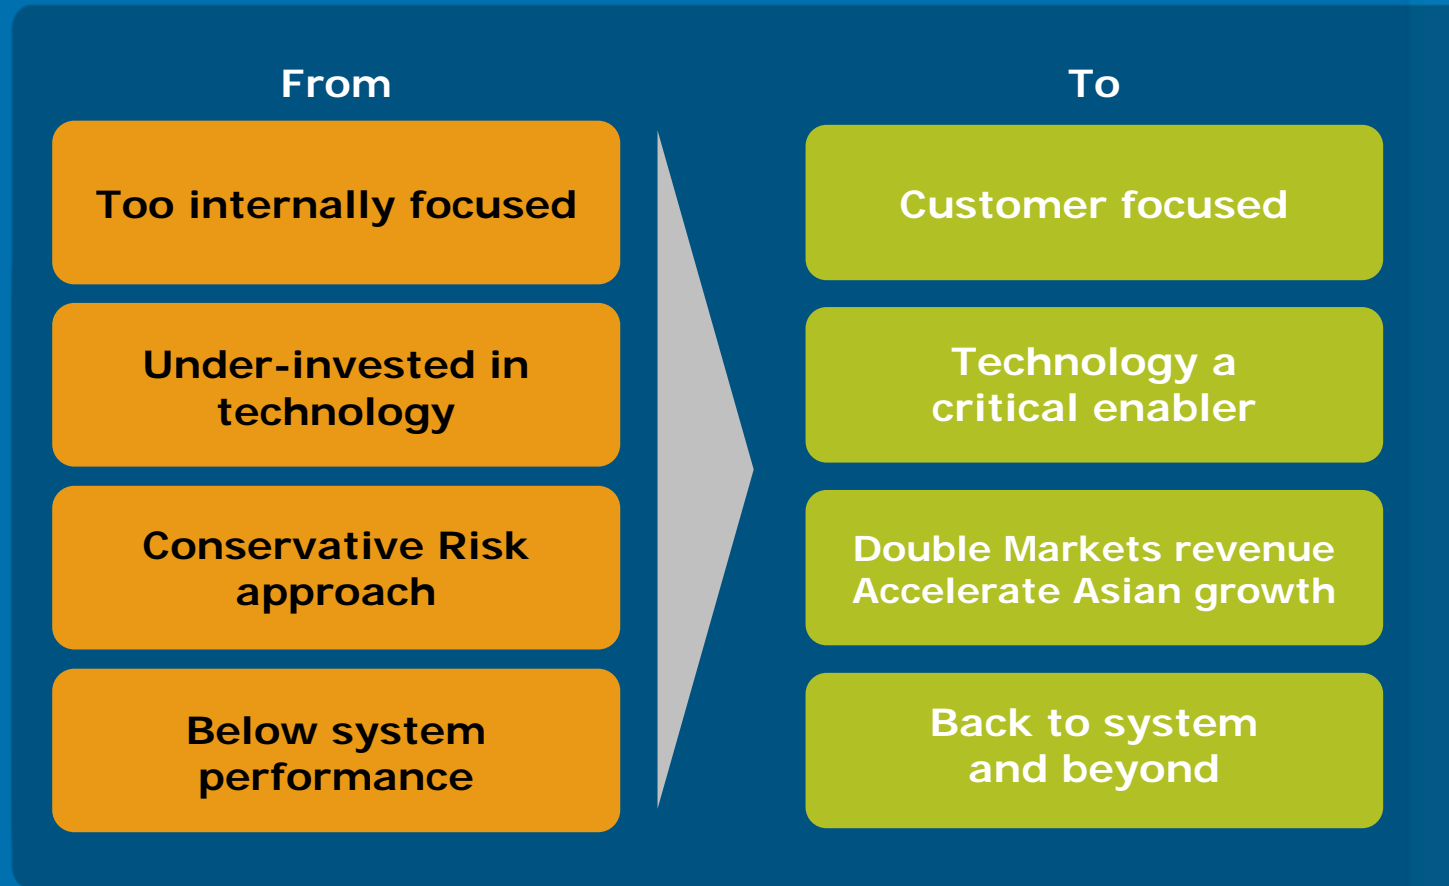 From
Too internally focused
Under-invested in
technology
Conservative Risk
approach
Below system
performance
To
Customer focused
Technology a
critical enabler
Double Markets revenue
Accelerate Asian growth
Back to system
and beyond